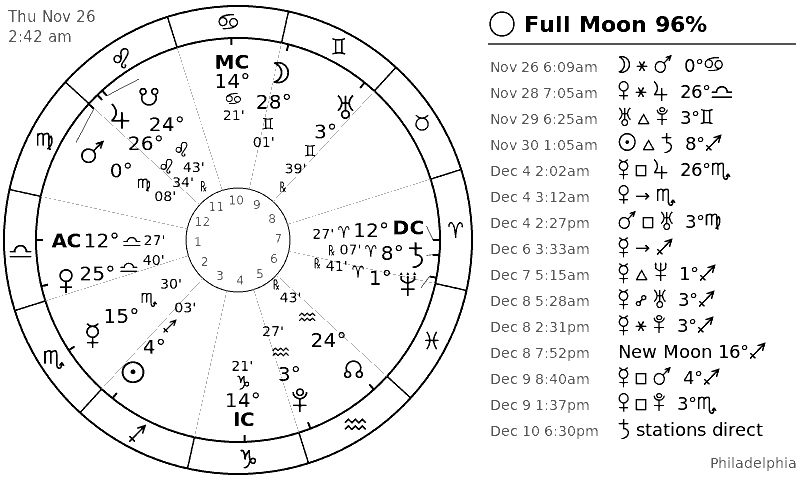 Thu Nov 26
2:42 am
Full Moon 96%
Nov 26 6:09am ☽ ⚹ ♂ 0°♋
Nov 28 7:05am ♀ ⚹ ♃ 26°♎
Nov 29 6:25am ♅ △ ♇ 3°♊
Nov 30 1:05am ☉ △ ♄ 8°♐
Dec 4 2:02am ☿ □ ♃ 26°♏
Dec 4 3:12am ♀ → ♏
Dec 4 2:27pm ♂ □ ♅ 3°♍
Dec 6 3:33am ☿ → ♐
Dec 7 5:15am ☿ △ ♆ 1°♐
Dec 8 5:28am ☿ ☍ ♅ 3°♐
Dec 8 2:31pm ☿ ⚹ ♇ 3°♐
Dec 8 7:52pm New Moon 16°♐
Dec 9 8:40am ☿ □ ♂ 4°♐
Dec 9 1:37pm ♀ □ ♇ 3°♏
Dec 10 6:30pm ♄ stations direct
Philadelphia
MC
14°
♋
21'
☽
28°
♊
01'
♅
3°
♊
39'
℞
☋
24°
♌
43'
℞
♃
26°
♌
34'
♂
0°
♍
08'
AC 12° ♎ 27'
♀ 25° ♎ 40'
☿
15°
♏
30'
☉
4°
♐
03'
21'
♑
14°
IC
27'
♒
3°
♇
℞
43'
♒
24°
☊
27' ♈ 12° DC
℞ 07' ♈ 8° ♄
℞ 41' ♈ 1° ♆
1
2
3
4
5
6
7
8
9
10
11
12
♋
♊
♉
♈
♓
♒
♑
♐
♏
♎
♍
♌